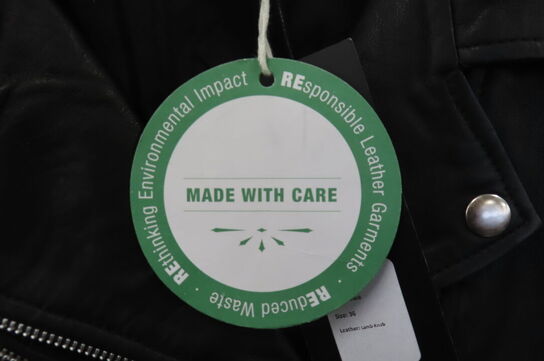 REsponsible Leather Garments ·
REduced Waste ·
REthinking Environmental Impact
MADE WITH CARE
Size: 36
Leather: Lamb Knub